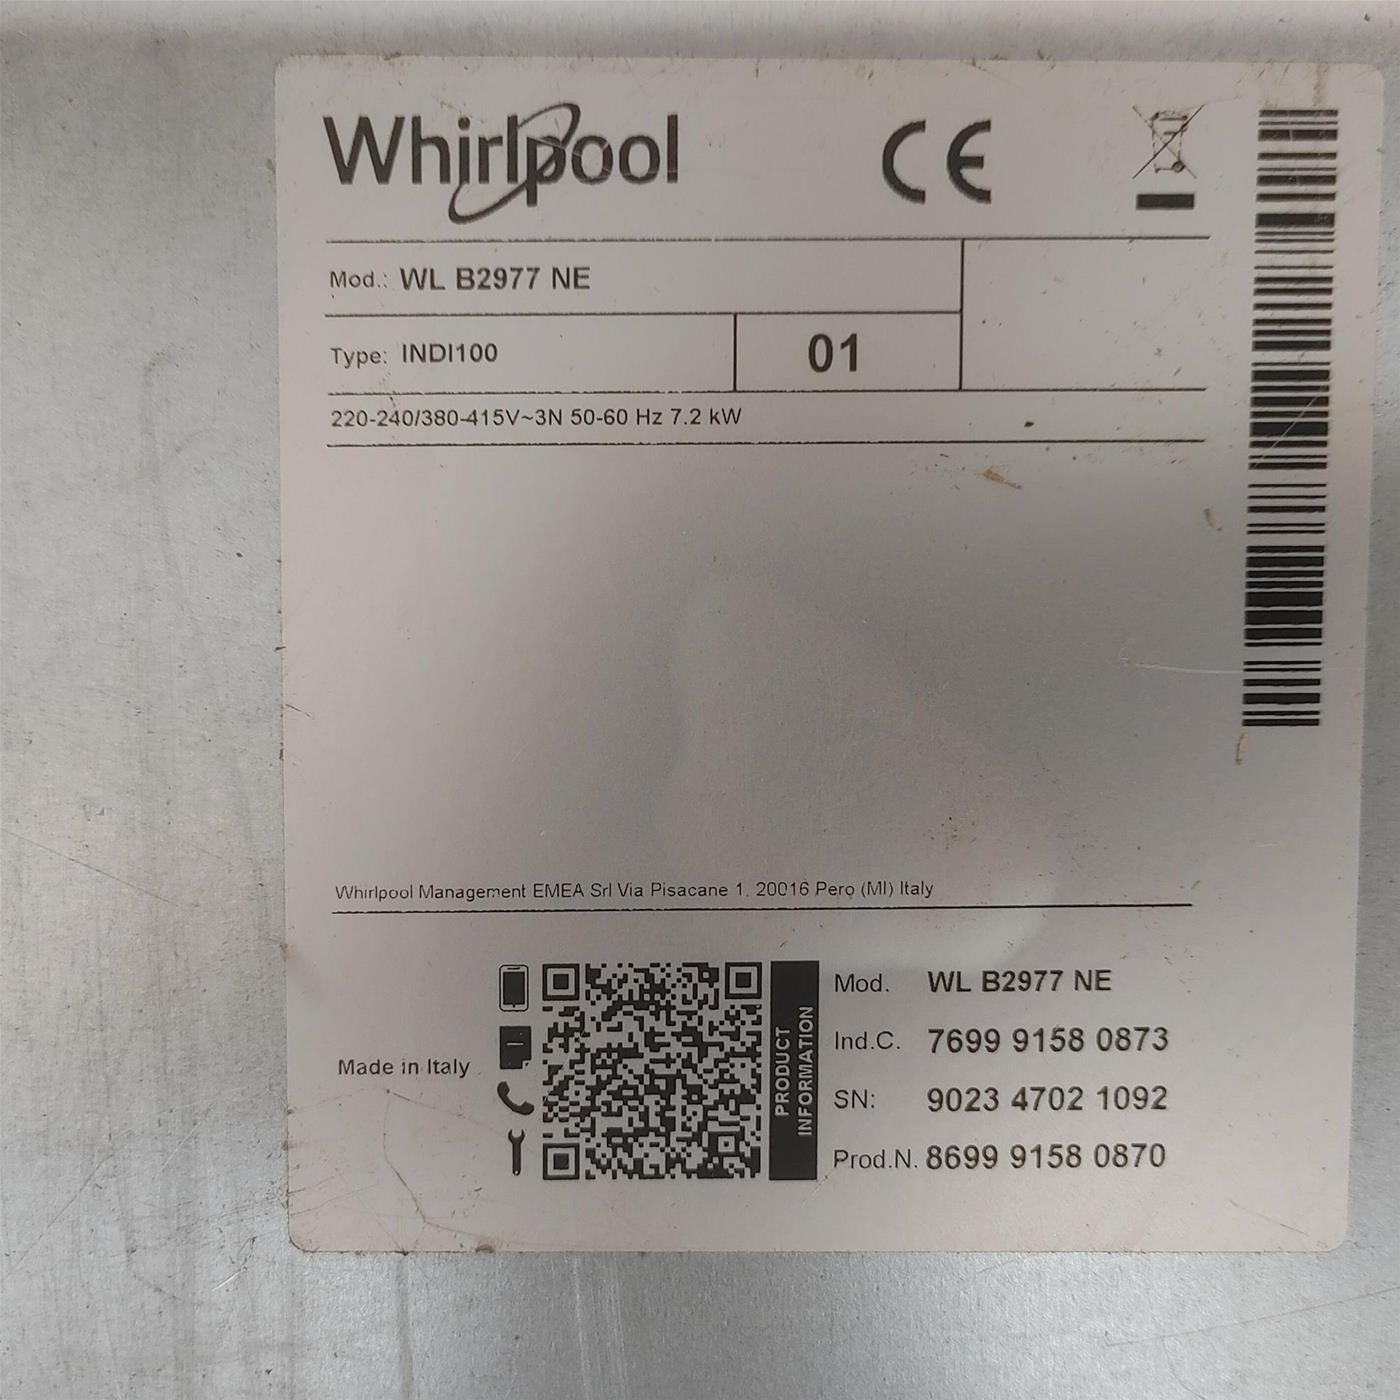 Whirlpool
CE
Mod.: WL B2977 NE
Type: INDI100
01
220-240/380-415V~3N 50-60 Hz 7.2 kW
Whirlpool Management EMEA Srl Via Pisacane 1, 20016 Pero (MI) Italy
Made in Italy
PRODUCT
INFORMATION
Mod. WL B2977 NE
Ind.C. 7699 9158 0873
SN: 9023 4702 1092
Prod.N. 8699 9158 0870